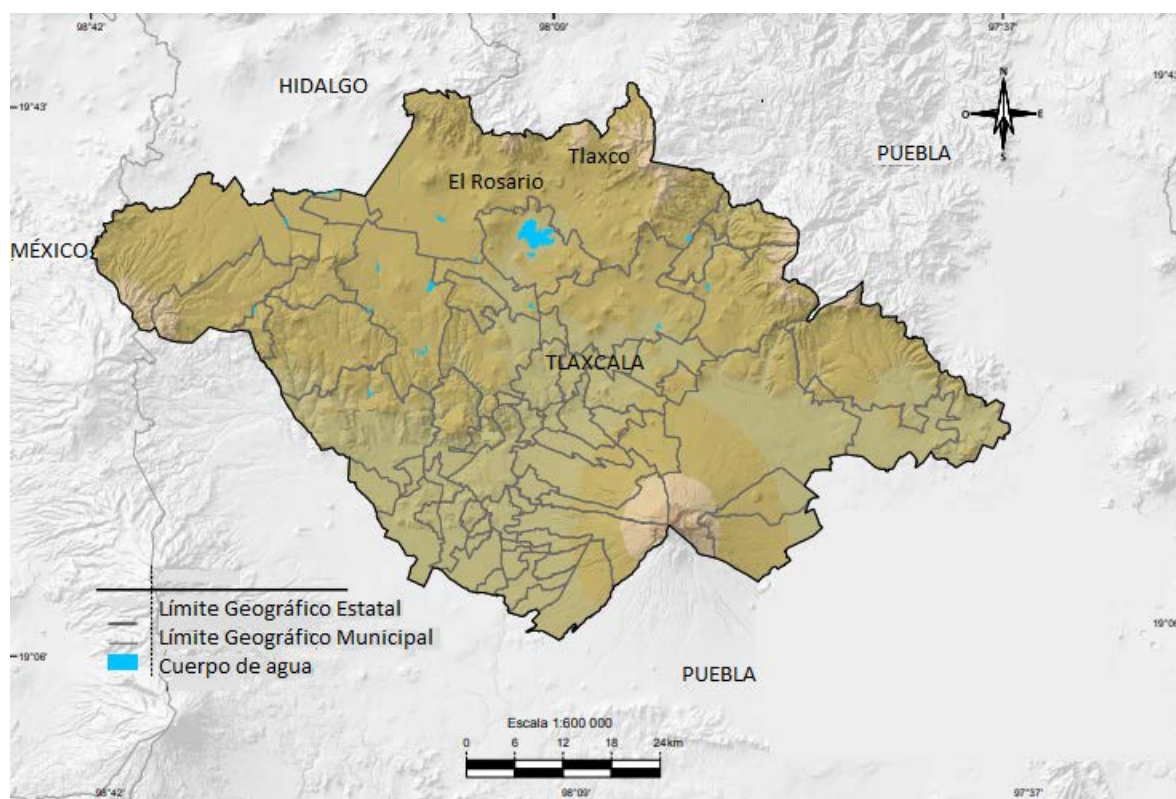 98°42'
98°09'
97°37'
19°43'
HIDALGO
N
O
E
S
Tlaxco
PUEBLA
El Rosario
MÉXICO
TLAXCALA
Límite Geográfico Estatal
Límite Geográfico Municipal
Cuerpo de agua
19°06'
PUEBLA
Escala 1:600 000
0 6 12 18 24km
98°42'
98°09'
97°37'